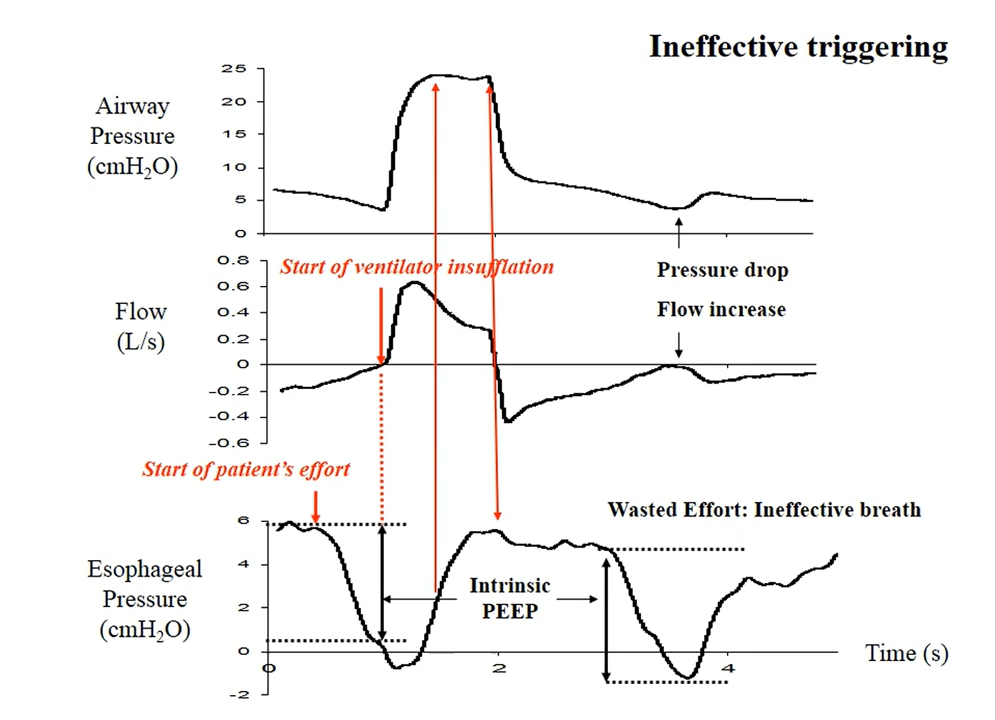 Ineffective triggering
Airway
Pressure
(cmH₂O)
25
20
15
10
5
0
Pressure drop
Flow increase
Start of ventilator insufflation
Flow
(L/s)
0.8
0.6
0.4
0.2
0
-0.2
-0.4
-0.6
Start of patient's effort
Wasted Effort: Ineffective breath
Esophageal
Pressure
(cmH₂O)
6
4
2
0
-2
Intrinsic
PEEP
0
2
4
Time (s)